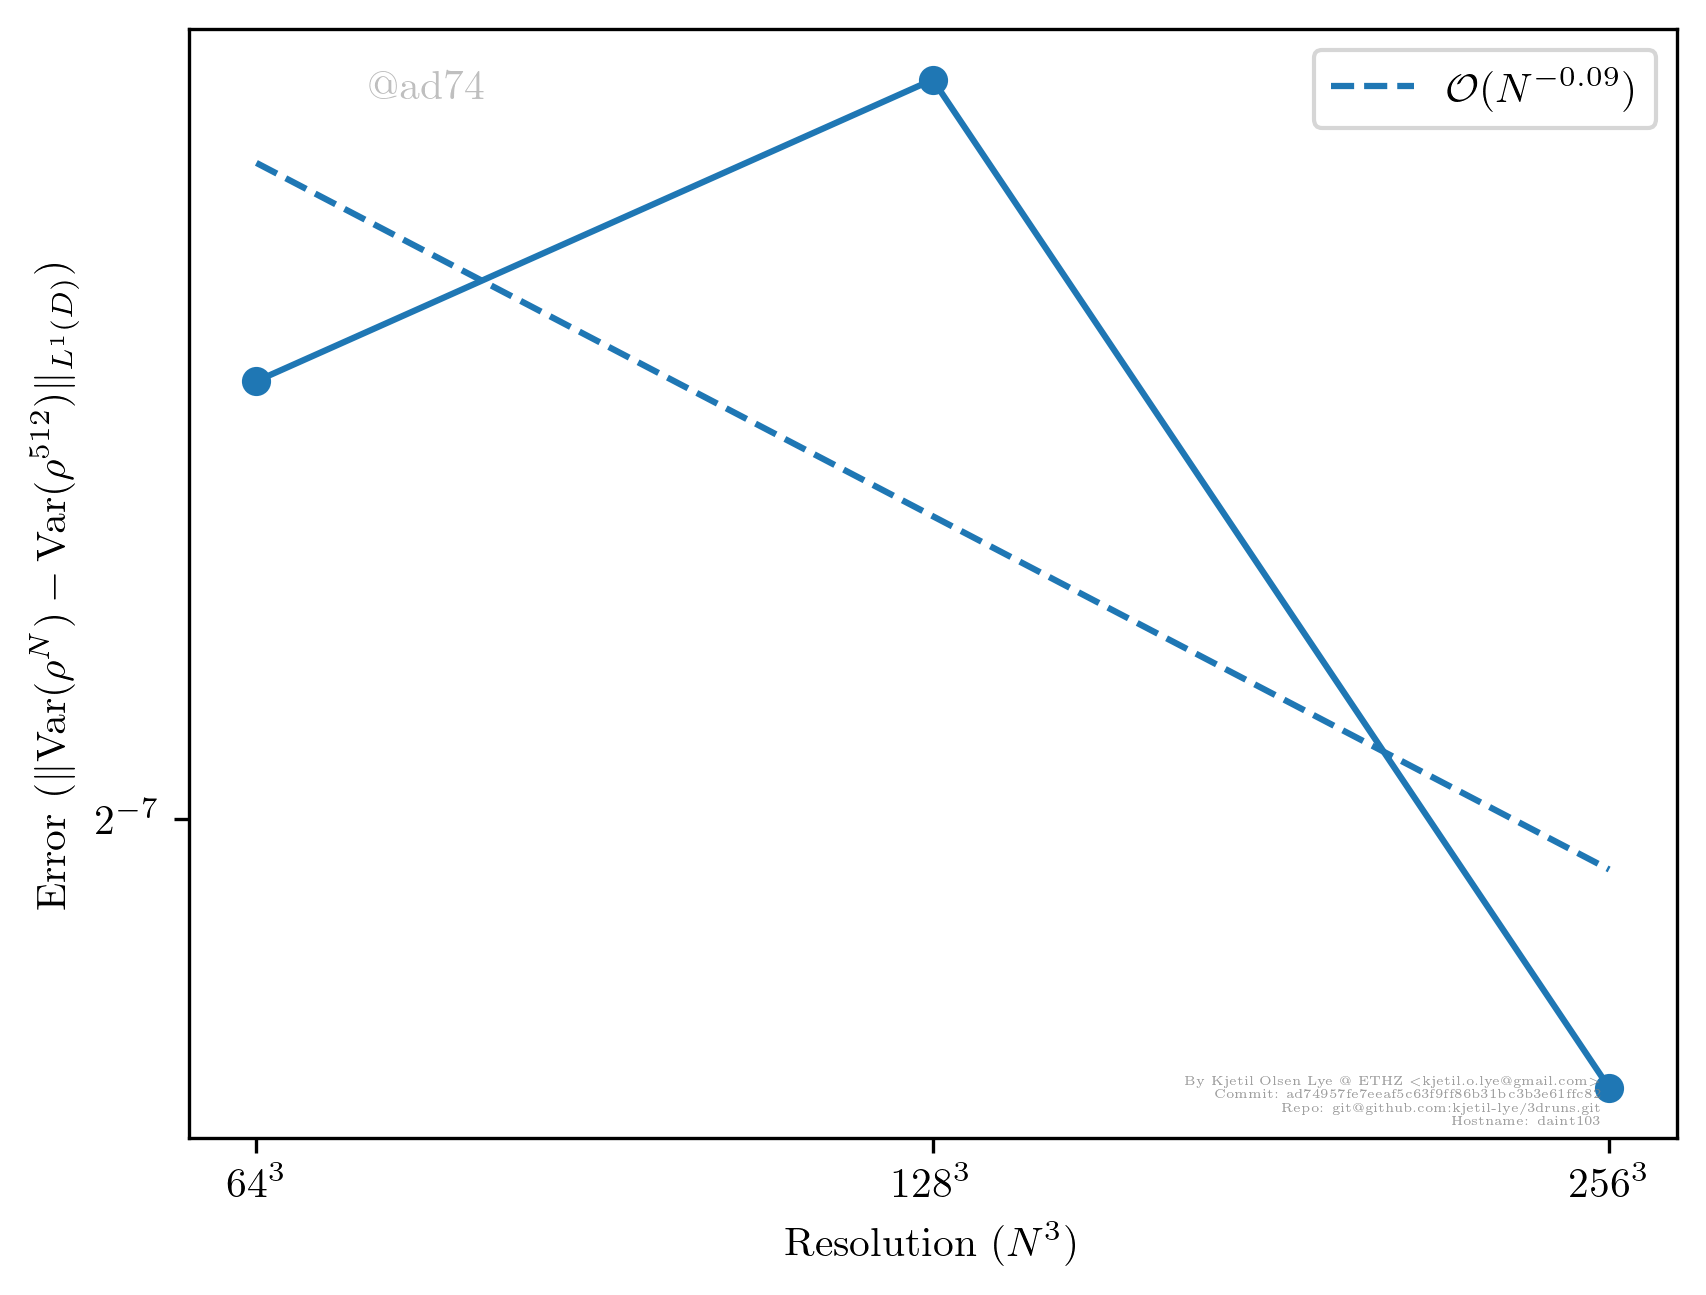 @ad74
𝒪(N^{-0.09})
Error (‖Var(ρ^N) − Var(ρ^{512})‖_{L^1(D)})
2^{-7}
By Kjetil Olsen Lye @ ETHZ <kjetil.o.lye@gmail.com>
Commit:
Repo: git@github.com:kjetil-lye/3druns.git
Hostname: daint103
64^3 128^3 256^3
Resolution (N^3)